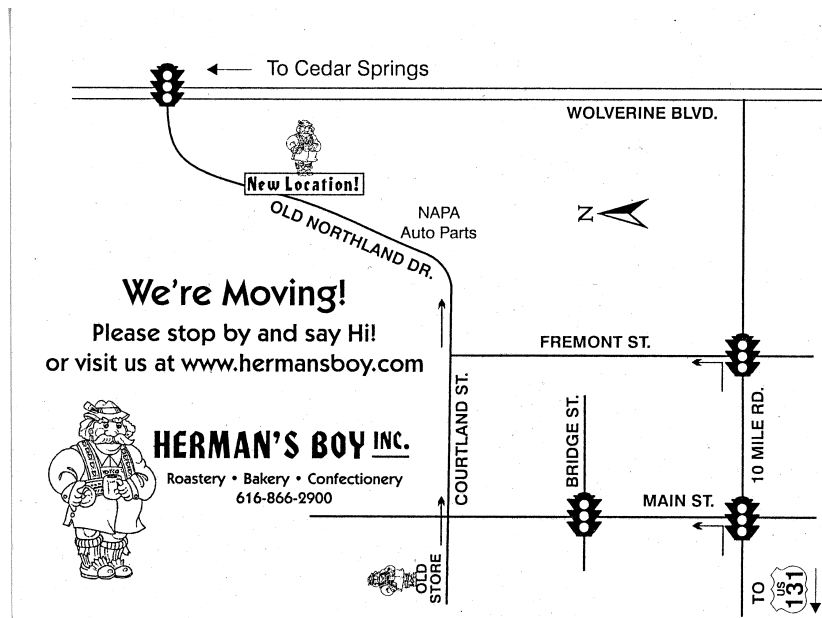 To Cedar Springs
WOLVERINE BLVD.
New Location!
OLD NORTHLAND DR.
NAPA
Auto Parts
N
We're Moving!
Please stop by and say Hi!
or visit us at www.hermansboy.com
FREMONT ST.
COURTLAND ST.
BRIDGE ST.
10 MILE RD.
HERMAN'S BOY INC.
Roastery • Bakery • Confectionery
616-866-2900
MAIN ST.
OLD
STORE
TO
US
131